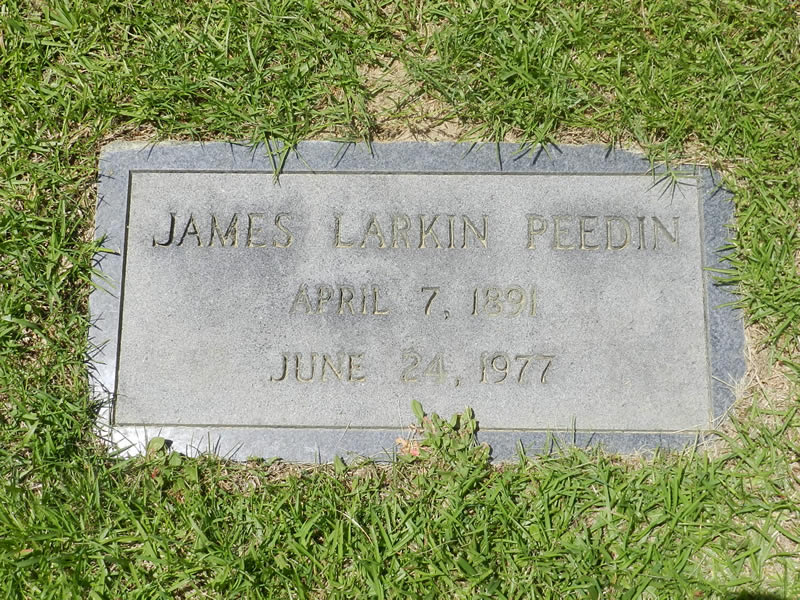 JAMES LARKIN PEEDIN
APRIL 7, 1891
JUNE 24, 1977